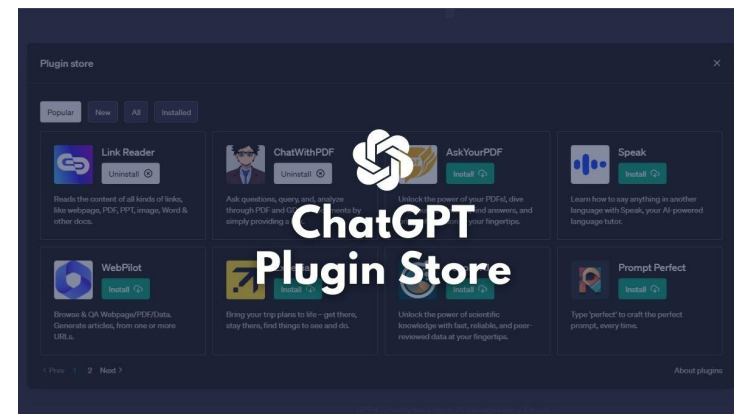 Plugin store
Popular
New
All
Installed
Link Reader
Uninstall
Reads the content of all kinds of links,
like webpage, PDF, PPT, image, Word &
other docs.
ChatWithPDF
Uninstall
Ask questions, query, and, analyze
through PDF and
by
simply providing a
AskYourPDF
Install
Unlock the power of your PDFs!, dive
answers, and
your fingertips.
Speak
Install
Learn how to say anything in another
language with Speak, your AI-powered
language tutor.
ChatGPT
Plugin Store
WebPilot
Install
Browse & QA Webpage/PDF/Data.
Generate articles, from one or more
URLs.
Install
Bring your trip plans to life – get there,
stay there, find things to see and do.
Install
Unlock the power of scientific
knowledge with fast, reliable, and peer-
reviewed data at your fingertips.
Prompt Perfect
Install
Type 'perfect' to craft the perfect
prompt, every time.
Prev
1
2
Next
About plugins